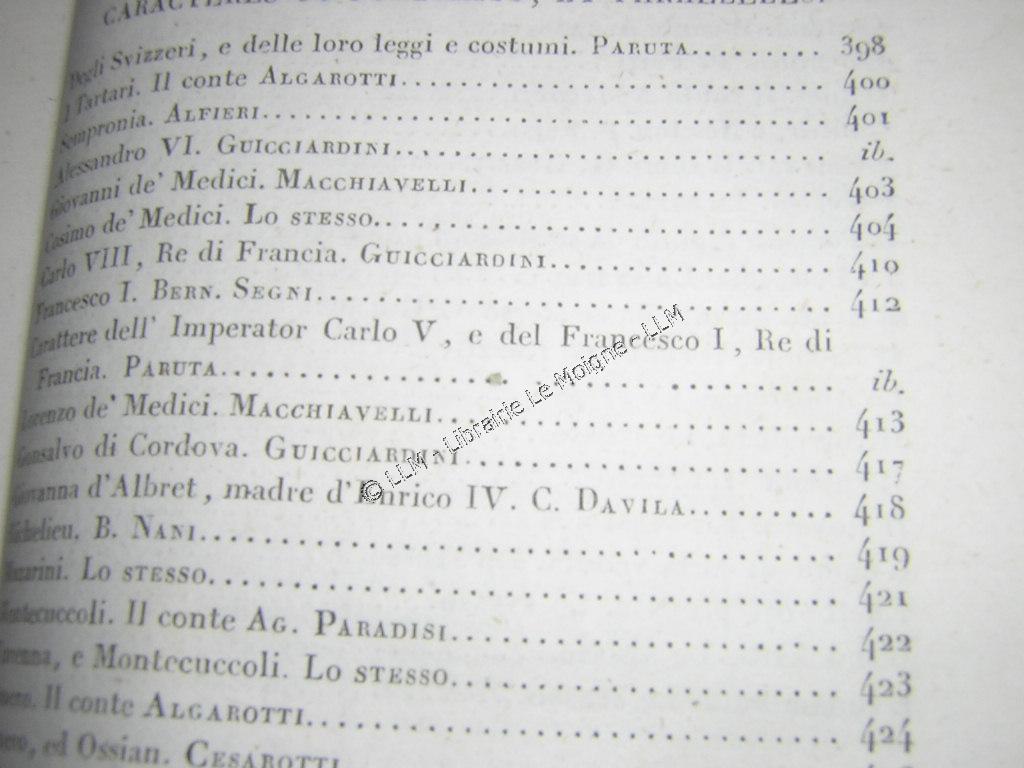 CARACTÈRES
Degli Svizzeri, e delle loro leggi e costumi. PARUTA.......... 398
I Tartari. Il conte ALGAROTTI........................... 400
Sempronia. ALFIERI..................................... 401
Alessandro VI. GUICCIARDINI............................ ib.
Giovanni de' Medici. MACCHIAVELLI...................... 403
Cosimo de' Medici. LO STESSO........................... 404
Carlo VIII, Re di Francia. GUICCIARDINI................ 410
Francesco I. BERN. SEGNI............................... 412
Carattere dell' Imperator Carlo V, e del Francesco I, Re di
Francia. PARUTA........................................ ib.
Lorenzo de' Medici. MACCHIAVELLI....................... 413
Gonsalvo di Cordova. GUICCIARDINI...................... 417
Giovanna d'Albret, madre d'Enrico IV. C. DAVILA......... 418
Richelieu. B. NANI..................................... 419
Mazarini. LO STESSO.................................... 421
Montecuccoli. Il conte AG. PARADISI.................... 422
Turenna, e Montecuccoli. LO STESSO..................... 423
Il conte ALGAROTTI..................................... 424
ed Ossian. CESAROTTI
© LLM - Librairie Le Moigne - LLM